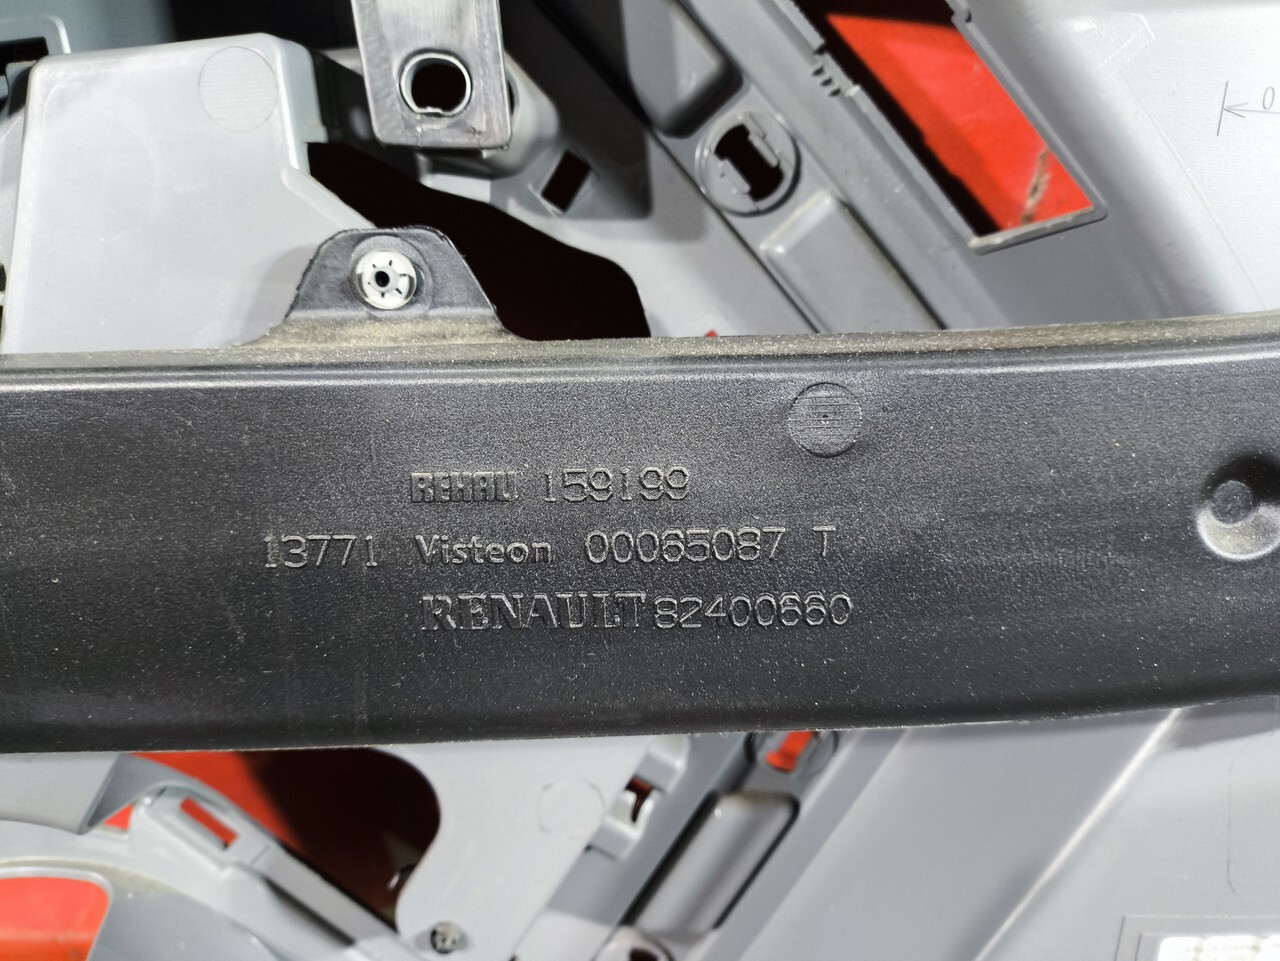 REHAU 159199
13771 Visteon 00065087 T
RENAULT 82400660